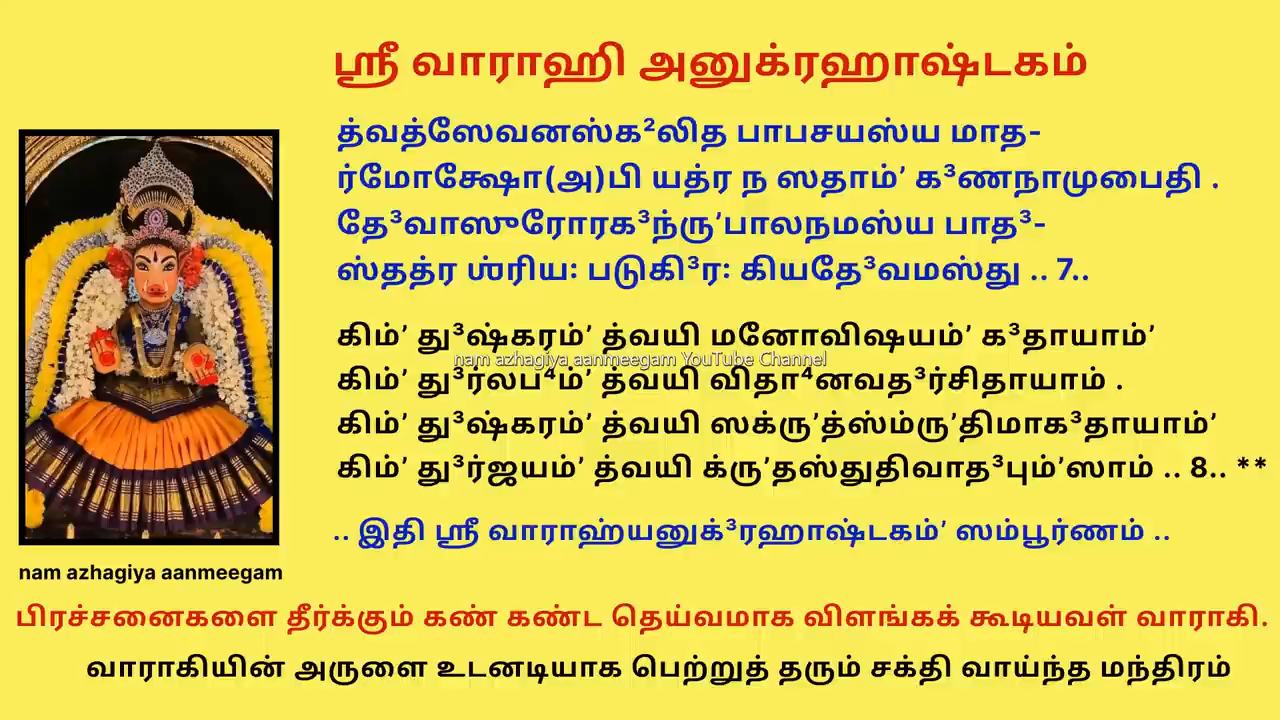 ஸ்ரீ வாராஹி அனுக்ரஹாஷ்டகம்
த்வத்ஸேவனஸ்க²லித பாபசயஸ்ய மாத-
ர்மோக்ஷோ(அ)பி யத்ர ந ஸதாம்’ க³ணநாமுபைதி .
தே³வாஸுரோரக³ந்ரு’பாலநமஸ்ய பாத³-
ஸ்தத்ர ஶ்ரிய: படுகி³ர: கியதே³வமஸ்து .. 7..
கிம்’ து³ஷ்கரம்’ த்வயி மனோவிஷயம்’ க³தாயாம்’
nam azhagiya aanmeegam YouTube Channel
கிம்’ து³ர்லப⁴ம்’ த்வயி விதா⁴னவத³ர்சிதாயாம் .
கிம்’ து³ஷ்கரம்’ த்வயி ஸக்ரு’த்ஸ்ம்ரு’திமாக³தாயாம்’
கிம்’ து³ர்ஜயம்’ த்வயி க்ரு’தஸ்துதிவாத³பும்’ஸாம் .. 8.. **
.. இதி ஸ்ரீ வாராஹ்யனுக்³ரஹாஷ்டகம்’ ஸம்பூர்ணம் ..
nam azhagiya aanmeegam
பிரச்சனைகளை தீர்க்கும் கண் கண்ட தெய்வமாக விளங்கக் கூடியவள் வாராகி.
வாராகியின் அருளை உடனடியாக பெற்றுத் தரும் சக்தி வாய்ந்த மந்திரம்